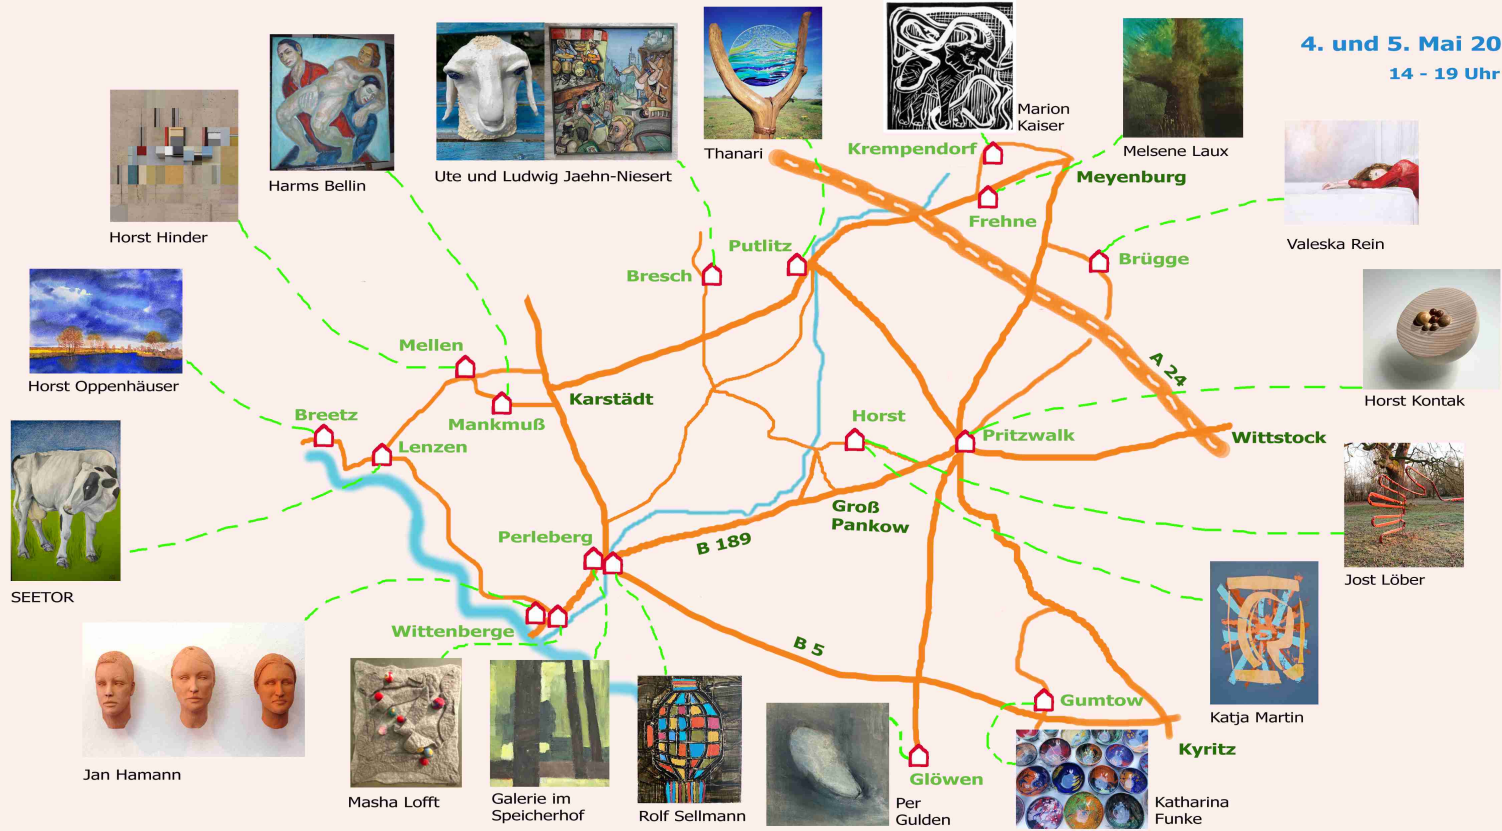 4. und 5. Mai 20
14 - 19 Uhr
Marion
Kaiser
Krempendorf
Thanari
Melsene Laux
Ute und Ludwig Jaehn-Niesert
Harms Bellin
Meyenburg
Frehne
Horst Hinder
Valeska Rein
Putlitz
Bresch
Brügge
Mellen
A 24
Horst Oppenhäuser
Karstädt
Horst Kontak
Breetz
Mankmuß
Horst
Lenzen
Pritzwalk
Wittstock
Groß
Pankow
Perleberg
B 189
Jost Löber
SEETOR
Wittenberge
B 5
Gumtow
Katja Martin
Kyritz
Jan Hamann
Glöwen
Masha Lofft
Galerie im
Speicherhof
Rolf Sellmann
Per
Gulden
Katharina
Funke